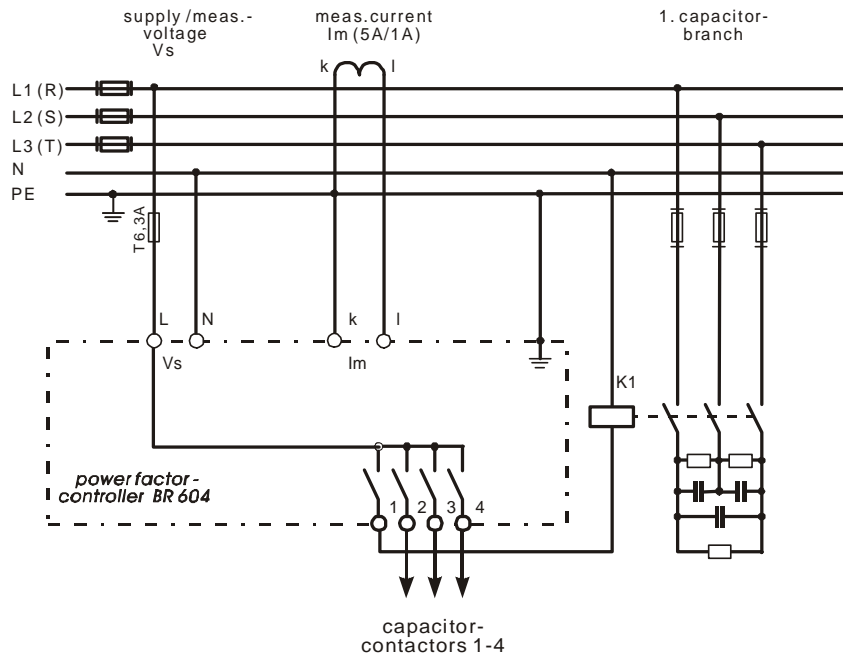 supply/meas.-
voltage
Vs
meas.current
Im (5A/1A)
1. capacitor-
branch
k l
L1 (R)
L2 (S)
L3 (T)
N
PE
T6,3A
L N k l
Vs Im
K1
power factor-
controller BR 604
1 2 3 4
capacitor-
contactors 1-4